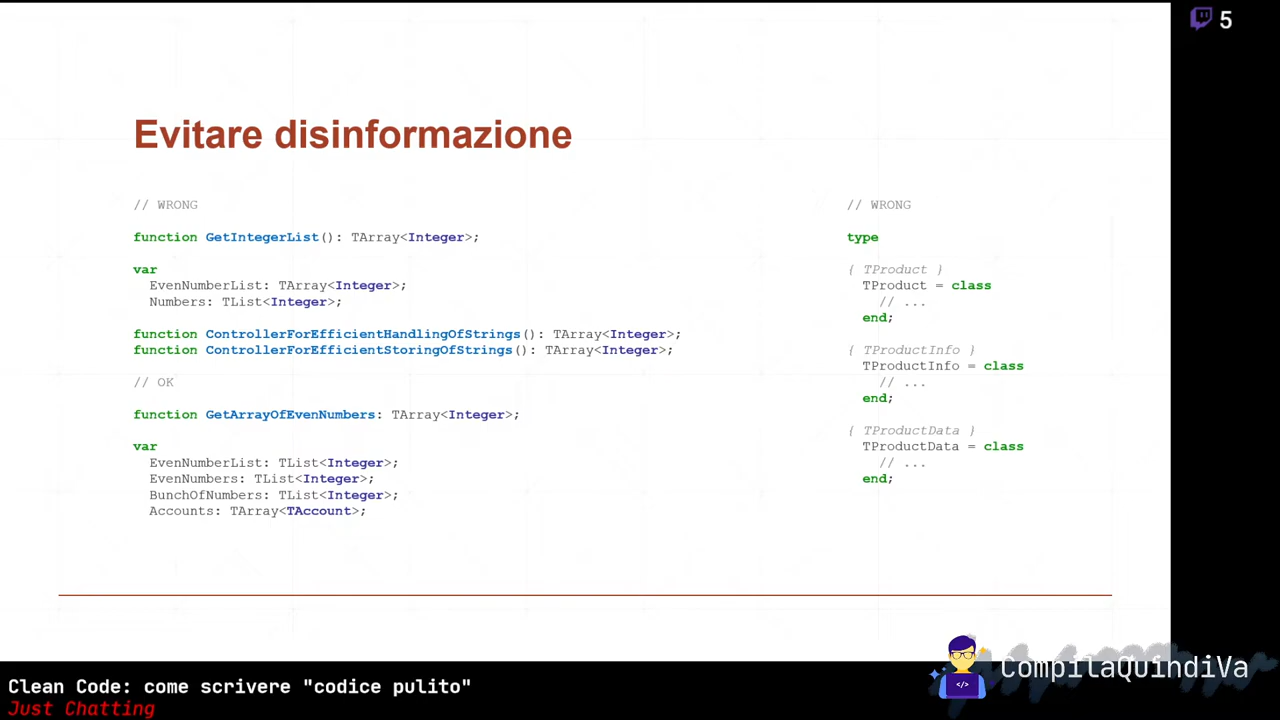 5
Evitare disinformazione
// WRONG
function GetIntegerList(): TArray<Integer>;
var
EvenNumberList: TArray<Integer>;
Numbers: TList<Integer>;
function ControllerForEfficientHandlingOfStrings(): TArray<Integer>;
function ControllerForEfficientStoringOfStrings(): TArray<Integer>;
// OK
function GetArrayOfEvenNumbers: TArray<Integer>;
var
EvenNumberList: TList<Integer>;
EvenNumbers: TList<Integer>;
BunchOfNumbers: TList<Integer>;
Accounts: TArray<TAccount>;
// WRONG
type
{ TProduct }
TProduct = class
// ...
end;
{ TProductInfo }
TProductInfo = class
// ...
end;
{ TProductData }
TProductData = class
// ...
end;
</>
CompilaQuindiVa
Clean Code: come scrivere "codice pulito"
Just Chatting